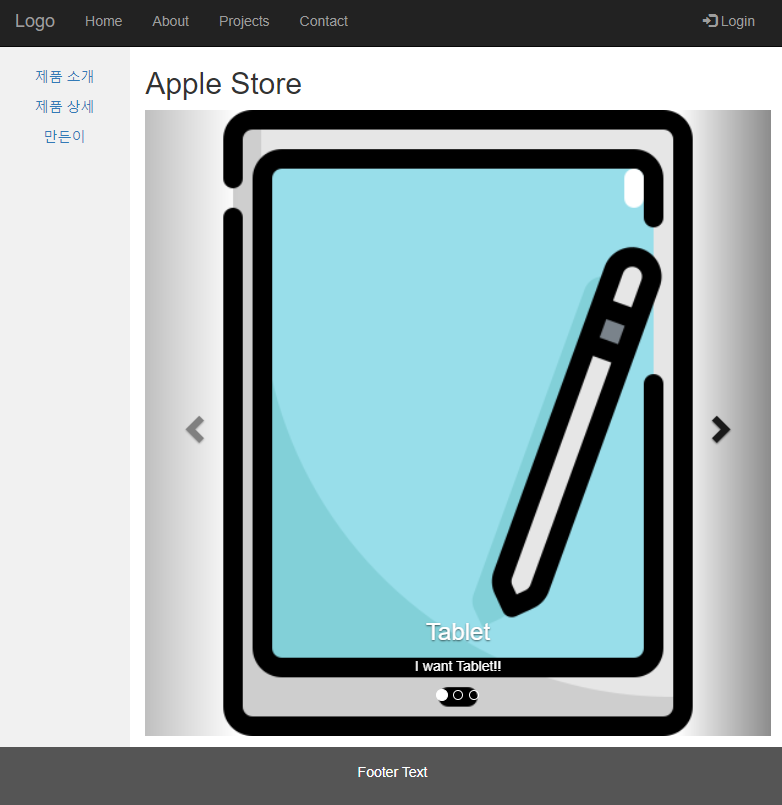 Logo Home About Projects Contact Login
제품 소개
제품 상세
만든이
Apple Store
Tablet
I want Tablet!!
Footer Text